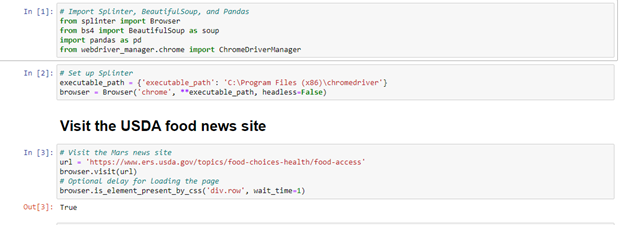 In [1]: # Import Splinter, BeautifulSoup, and Pandas
from splinter import Browser
from bs4 import BeautifulSoup as soup
import pandas as pd
from webdriver_manager.chrome import ChromeDriverManager
In [2]: # Set up Splinter
executable_path = {'executable_path': 'C:\Program Files (x86)\chromedriver'}
browser = Browser('chrome', **executable_path, headless=False)
Visit the USDA food news site
In [3]: # Visit the Mars news site
url = 'https://www.ers.usda.gov/topics/food-choices-health/food-access'
browser.visit(url)
# Optional delay for loading the page
browser.is_element_present_by_css('div.row', wait_time=1)
Out[3]: True